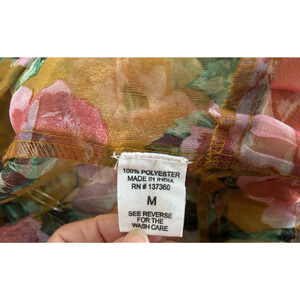 100% POLYESTER
MADE IN INDIA
RN # 137360
M
SEE REVERSE
FOR THE
WASH CARE